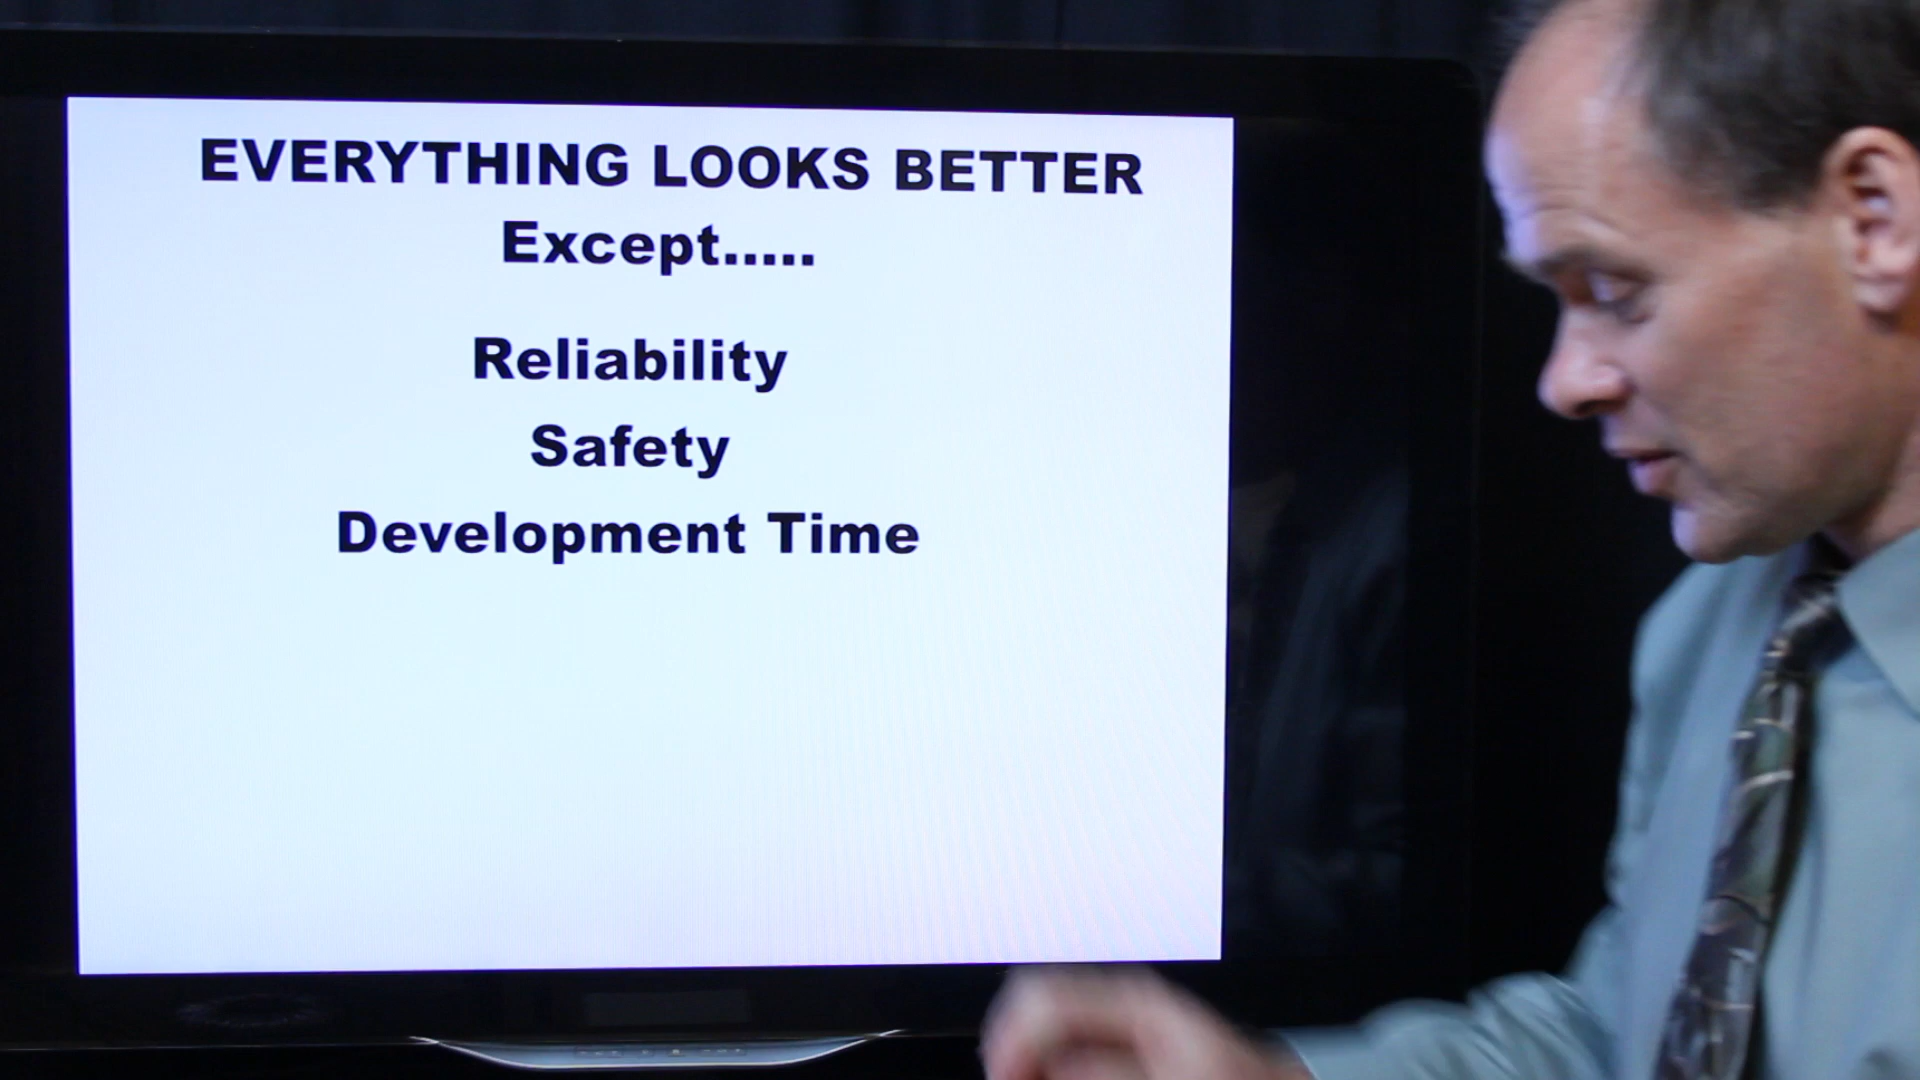 EVERYTHING LOOKS BETTER
Except.....
Reliability
Safety
Development Time